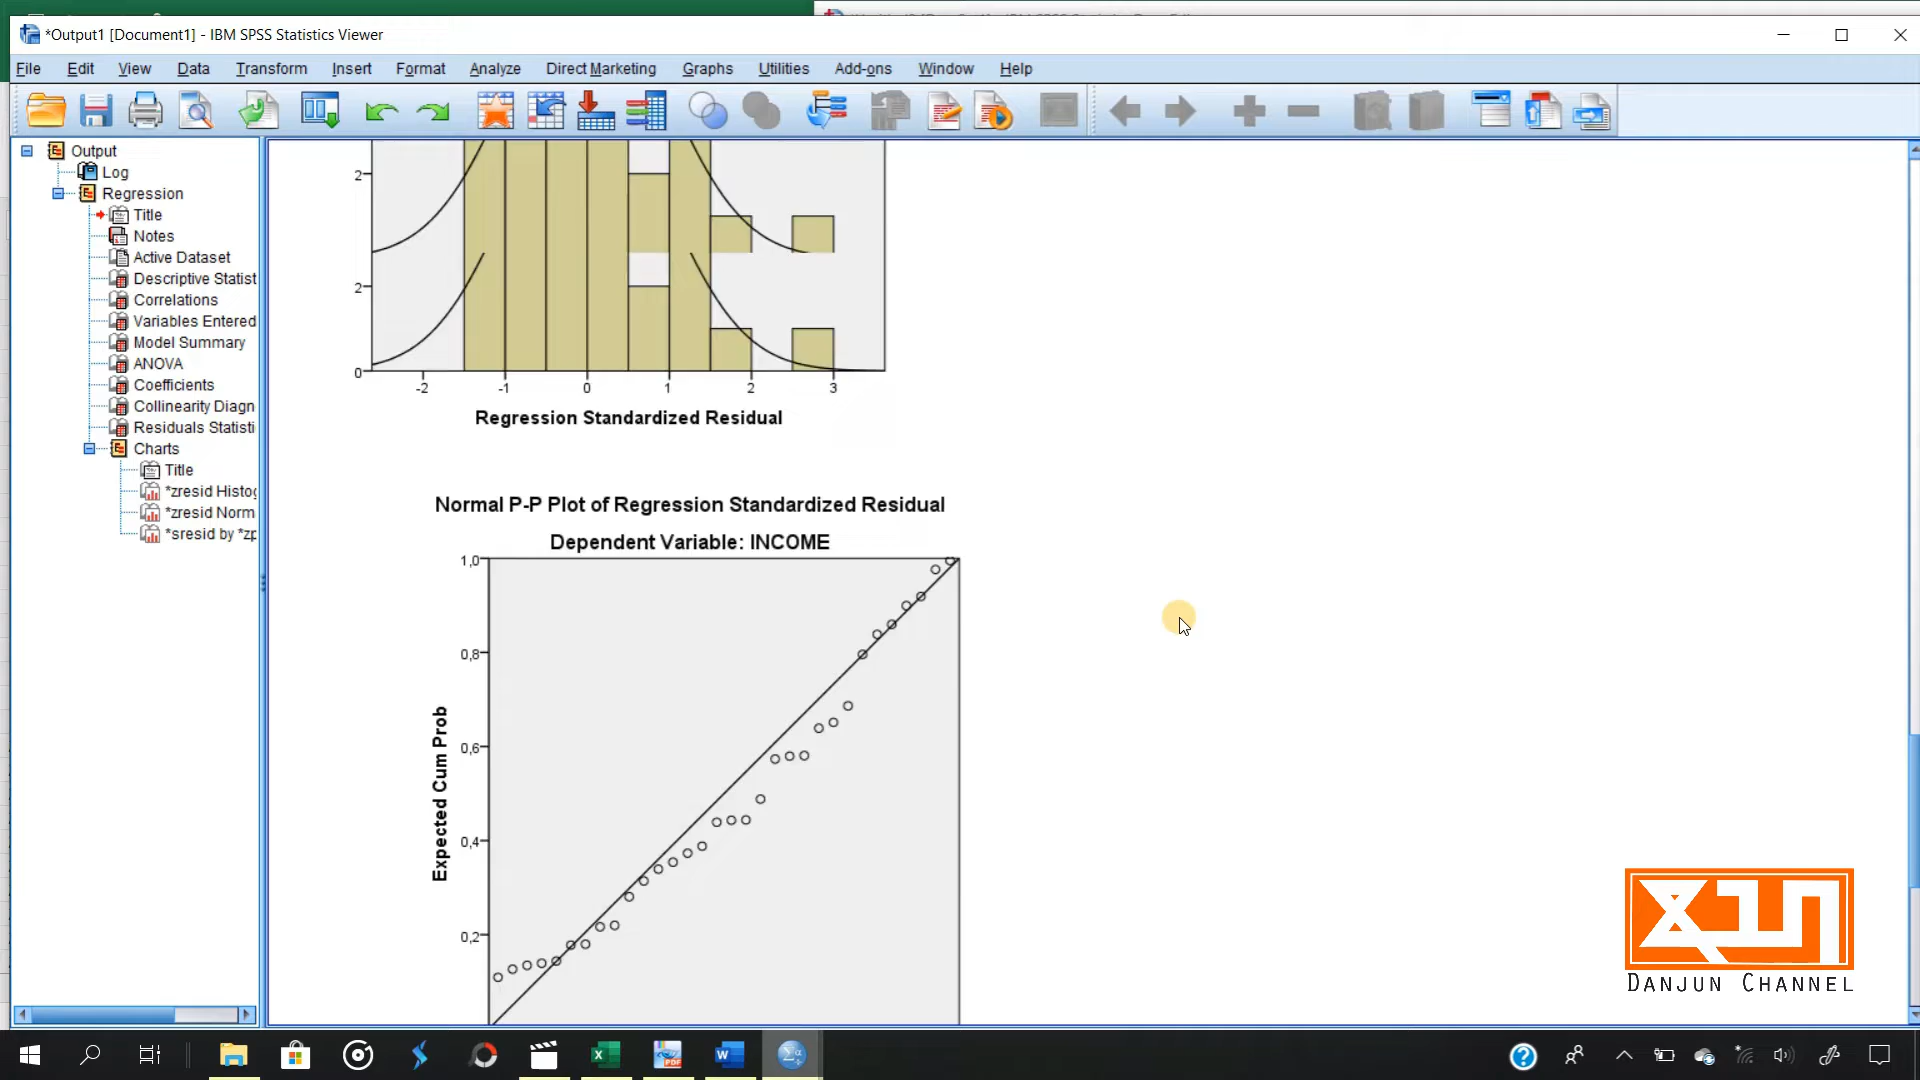 *Output1 [Document1] - IBM SPSS Statistics Viewer
File Edit View Data Transform Insert Format Analyze Direct Marketing Graphs Utilities Add-ons Window Help
Output
Log
Regression
Title
Notes
Active Dataset
Descriptive Statist
Correlations
Variables Entered
Model Summary
ANOVA
Coefficients
Collinearity Diagn
Residuals Statisti
Charts
Title
*zresid Histog
*zresid Norm
*sresid by *zp
2
2
0
-2 -1 0 1 2 3
Regression Standardized Residual
Normal P-P Plot of Regression Standardized Residual
Dependent Variable: INCOME
1,0
0,8
0,6
0,4
0,2
Expected Cum Prob
DANJUN CHANNEL